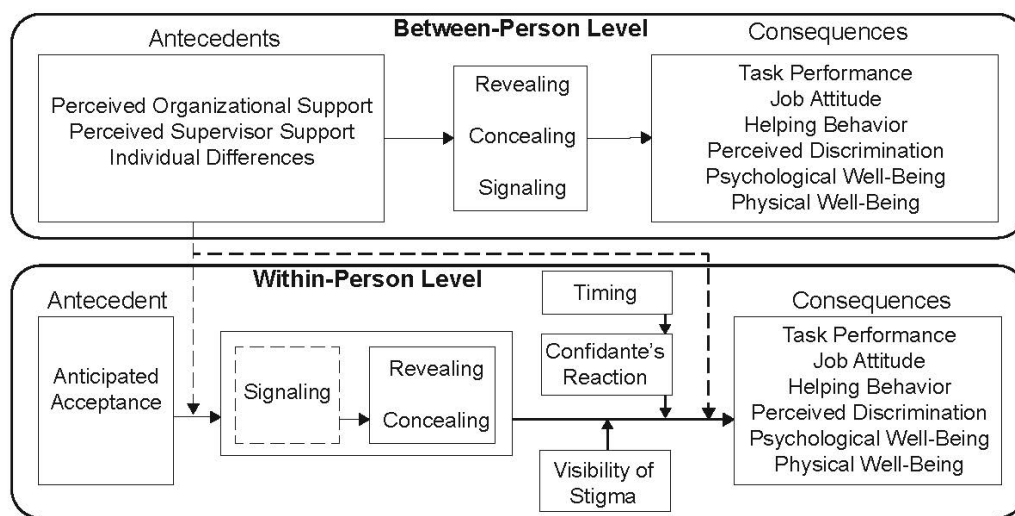 Between-Person Level
Antecedents
Perceived Organizational Support
Perceived Supervisor Support
Individual Differences
Revealing
Concealing
Signaling
Consequences
Task Performance
Job Attitude
Helping Behavior
Perceived Discrimination
Psychological Well-Being
Physical Well-Being
Within-Person Level
Antecedent
Anticipated
Acceptance
Signaling
Revealing
Concealing
Timing
Confidante's
Reaction
Visibility of
Stigma
Consequences
Task Performance
Job Attitude
Helping Behavior
Perceived Discrimination
Psychological Well-Being
Physical Well-Being